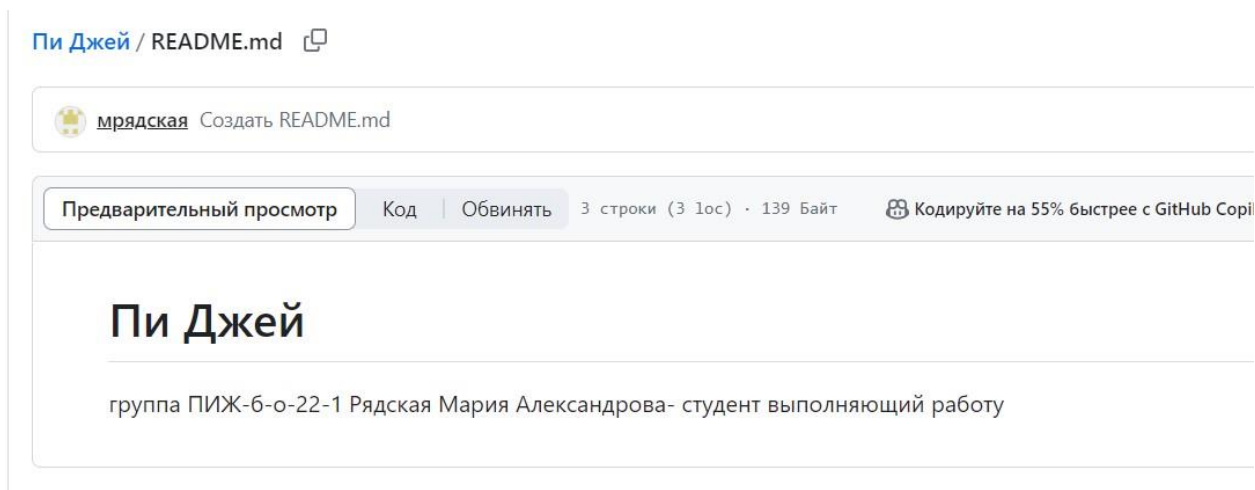 Пи Джей / README.md
мрядская Создать README.md
Предварительный просмотр Код Обвинять 3 строки (3 loc) · 139 Байт Кодируйте на 55% быстрее с GitHub Copil
Пи Джей
группа ПИЖ-б-о-22-1 Рядская Мария Александрова- студент выполняющий работу